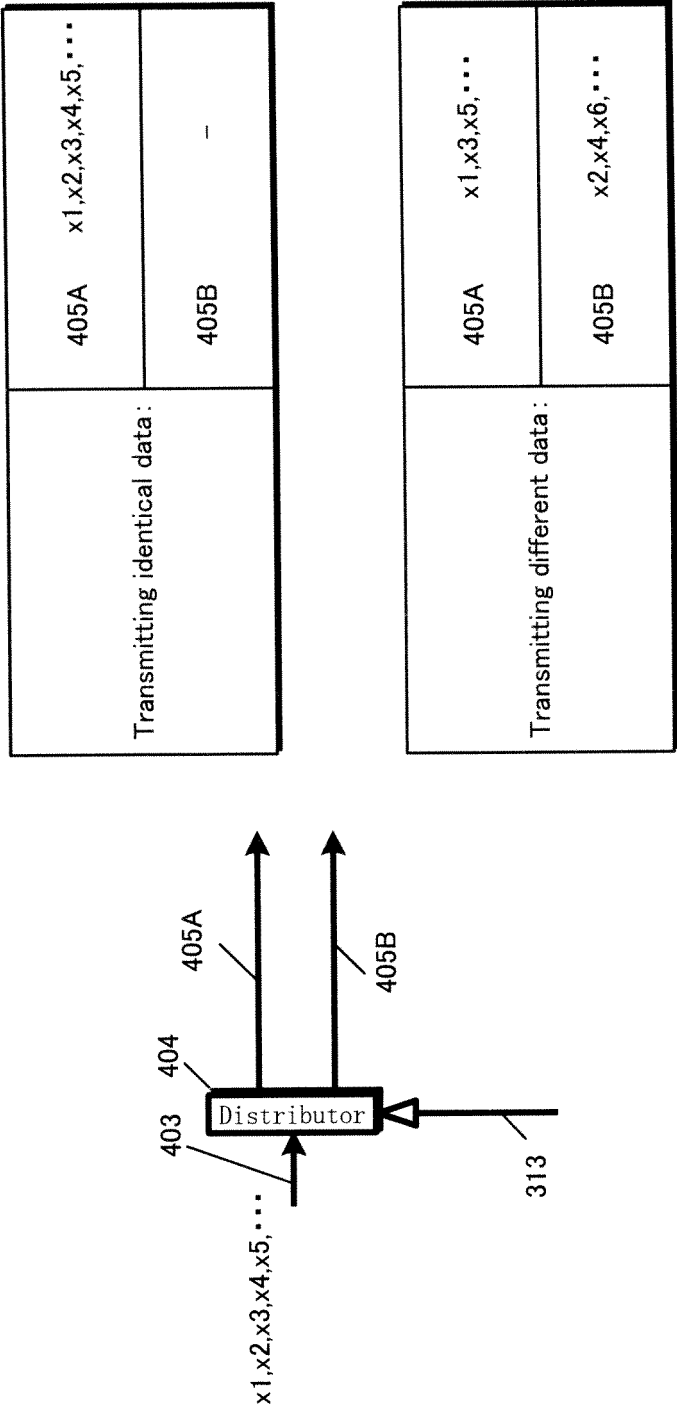 x1,x2,x3,x4,x5,•••
403
404
Distributor
405A
405B
313
Transmitting identical data:
405A x1,x2,x3,x4,x5,•••
405B –
Transmitting different data:
405A x1,x3,x5,•••
405B x2,x4,x6,•••